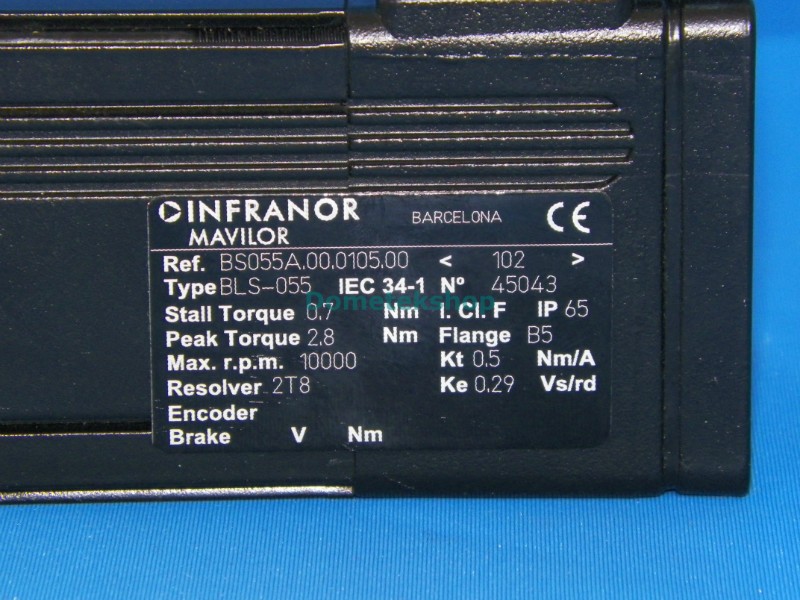 INFRANOR BARCELONA CE
MAVILOR
Ref. BS055A.00.0105.00 < 102 >
Type BLS-055 IEC 34-1 Nº 45043
Dometekshop
Stall Torque 0.7 Nm I. Cl. F IP 65
Peak Torque 2.8 Nm Flange B5
Max. r.p.m. 10000 Kt 0.5 Nm/A
Resolver 2T8 Ke 0.29 Vs/rd
Encoder
Brake V Nm